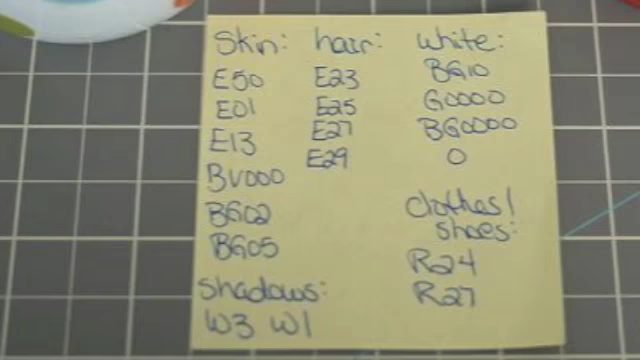 Skin:
E50
E01
E13
BV000
BG02
BG05
Shadows:
W3 W1
hair:
E23
E25
E27
E29
White:
BG10
G0000
BG0000
0
clothes/
shoes:
R24
R27